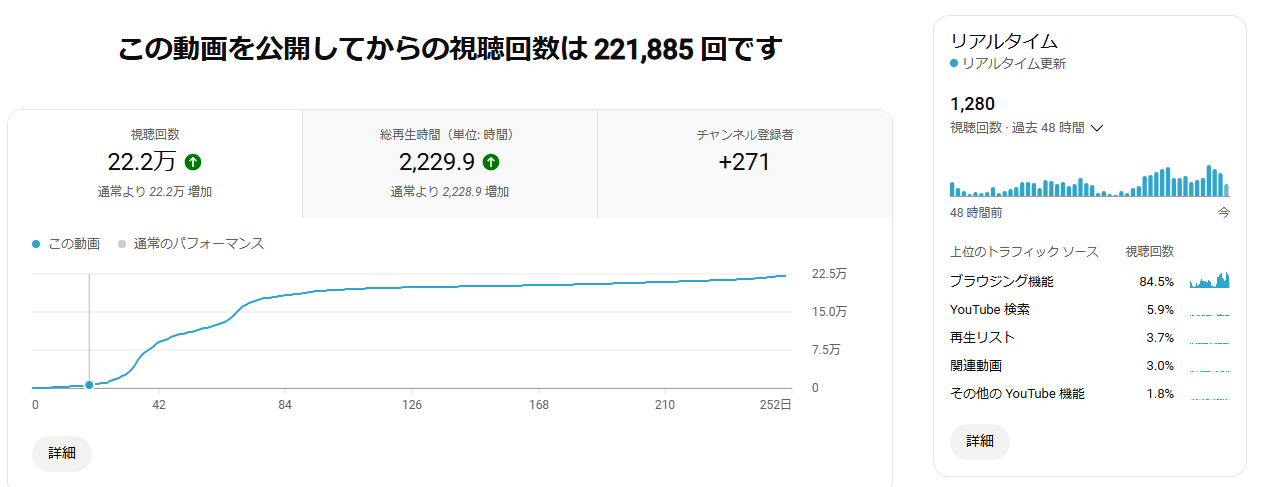 この動画を公開してからの視聴回数は 221,885 回です
視聴回数
22.2万
通常より 22.2万 増加
総再生時間（単位: 時間）
2,229.9
通常より 2,228.9 増加
チャンネル登録者
+271
この動画 通常のパフォーマンス
22.5万
15.0万
7.5万
0
0 42 84 126 168 210 252日
詳細
リアルタイム
リアルタイム更新
1,280
視聴回数 · 過去 48 時間
48 時間前 今
上位のトラフィック ソース 視聴回数
ブラウジング機能 84.5%
YouTube 検索 5.9%
再生リスト 3.7%
関連動画 3.0%
その他の YouTube 機能 1.8%
詳細